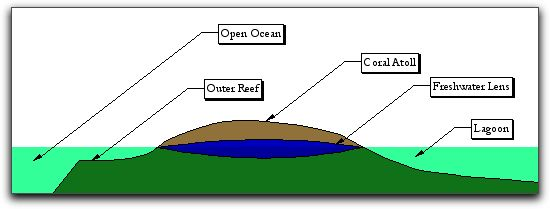 Open Ocean
Coral Atoll
Outer Reef
Freshwater Lens
Lagoon